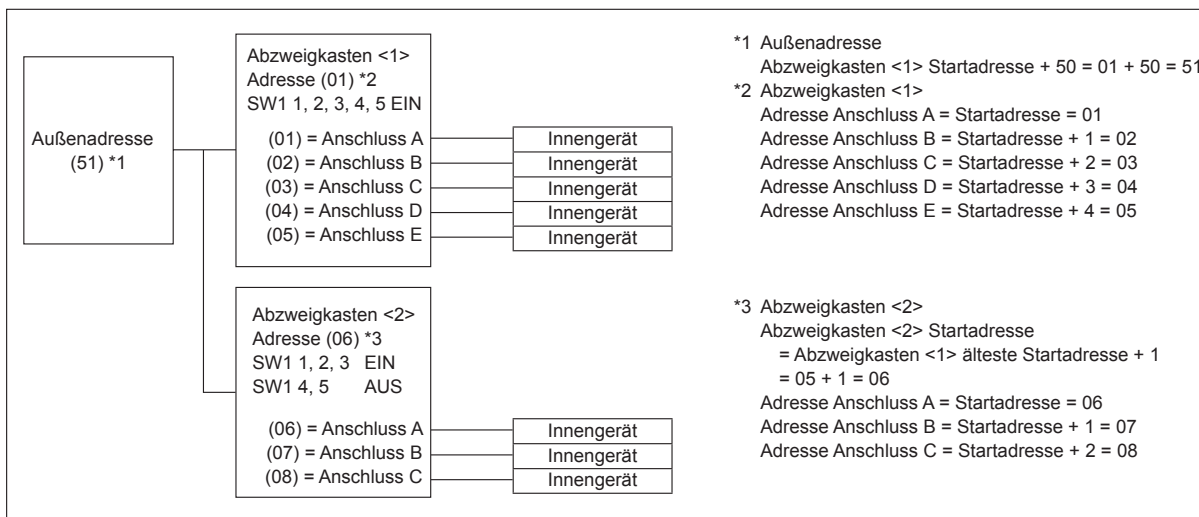 Außenadresse
(51) *1
Abzweigkasten <1>
Adresse (01) *2
SW1 1, 2, 3, 4, 5 EIN
(01) = Anschluss A
(02) = Anschluss B
(03) = Anschluss C
(04) = Anschluss D
(05) = Anschluss E
Innengerät
Innengerät
Innengerät
Innengerät
Innengerät
Abzweigkasten <2>
Adresse (06) *3
SW1 1, 2, 3 EIN
SW1 4, 5 AUS
(06) = Anschluss A
(07) = Anschluss B
(08) = Anschluss C
Innengerät
Innengerät
Innengerät
*1 Außenadresse
Abzweigkasten <1> Startadresse + 50 = 01 + 50 = 51
*2 Abzweigkasten <1>
Adresse Anschluss A = Startadresse = 01
Adresse Anschluss B = Startadresse + 1 = 02
Adresse Anschluss C = Startadresse + 2 = 03
Adresse Anschluss D = Startadresse + 3 = 04
Adresse Anschluss E = Startadresse + 4 = 05
*3 Abzweigkasten <2>
Abzweigkasten <2> Startadresse
= Abzweigkasten <1> älteste Startadresse + 1
= 05 + 1 = 06
Adresse Anschluss A = Startadresse = 06
Adresse Anschluss B = Startadresse + 1 = 07
Adresse Anschluss C = Startadresse + 2 = 08